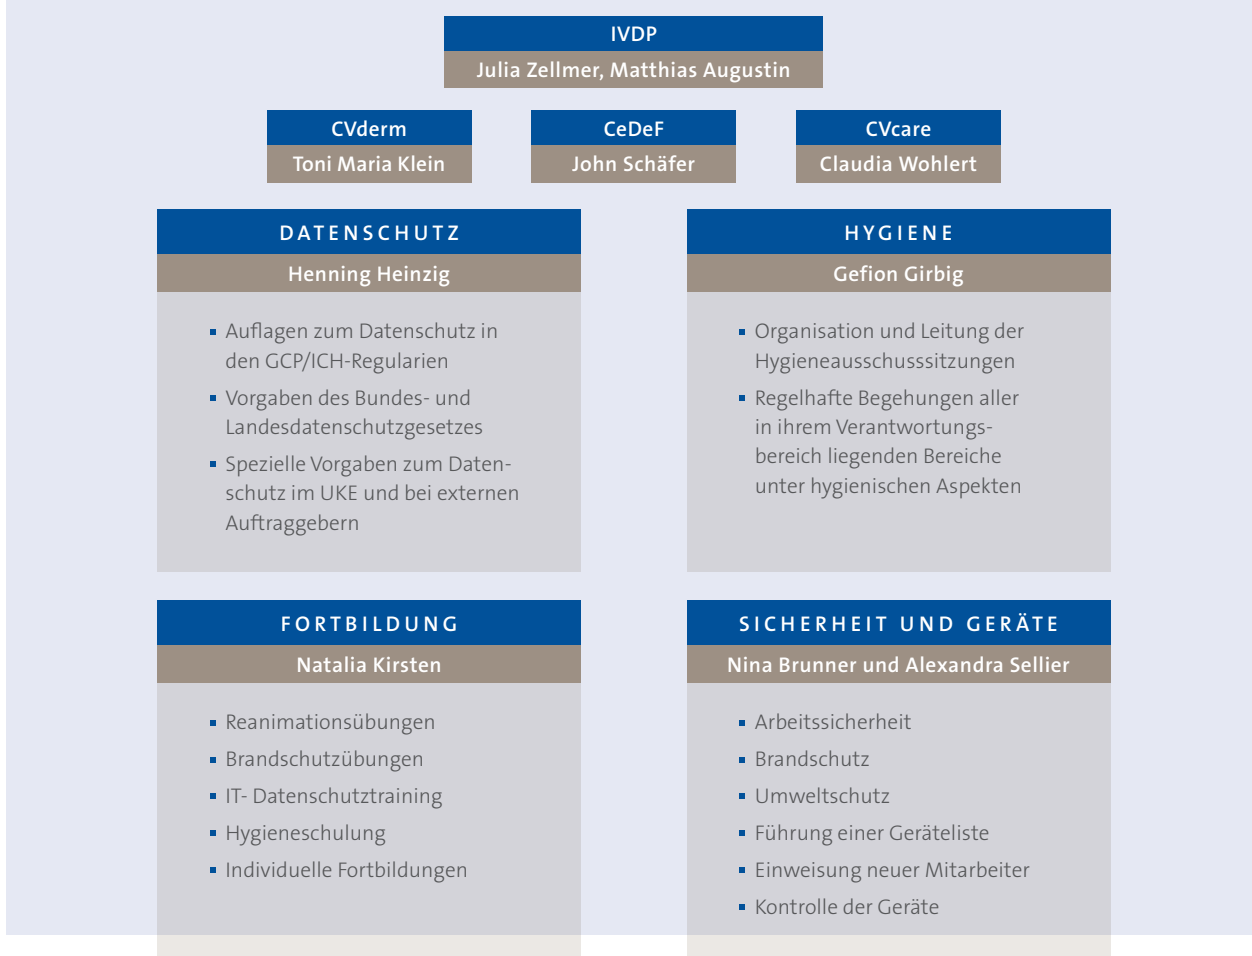 IVDP
Julia Zellmer, Matthias Augustin
CVderm
Toni Maria Klein
CeDeF
John Schäfer
CVcare
Claudia Wohlert
DATENSCHUTZ
Henning Heinzig
Auflagen zum Datenschutz in
den GCP/ICH-Regularien
Vorgaben des Bundes- und
Landesdatenschutzgesetzes
Spezielle Vorgaben zum Daten-
schutz im UKE und bei externen
Auftraggebern
HYGIENE
Gefion Girbig
Organisation und Leitung der
Hygieneausschusssitzungen
Regelhafte Begehungen aller
in ihrem Verantwortungs-
bereich liegenden Bereiche
unter hygienischen Aspekten
FORTBILDUNG
Natalia Kirsten
Reanimationsübungen
Brandschutzübungen
IT- Datenschutztraining
Hygieneschulung
Individuelle Fortbildungen
SICHERHEIT UND GERÄTE
Nina Brunner und Alexandra Sellier
Arbeitssicherheit
Brandschutz
Umweltschutz
Führung einer Geräteliste
Einweisung neuer Mitarbeiter
Kontrolle der Geräte